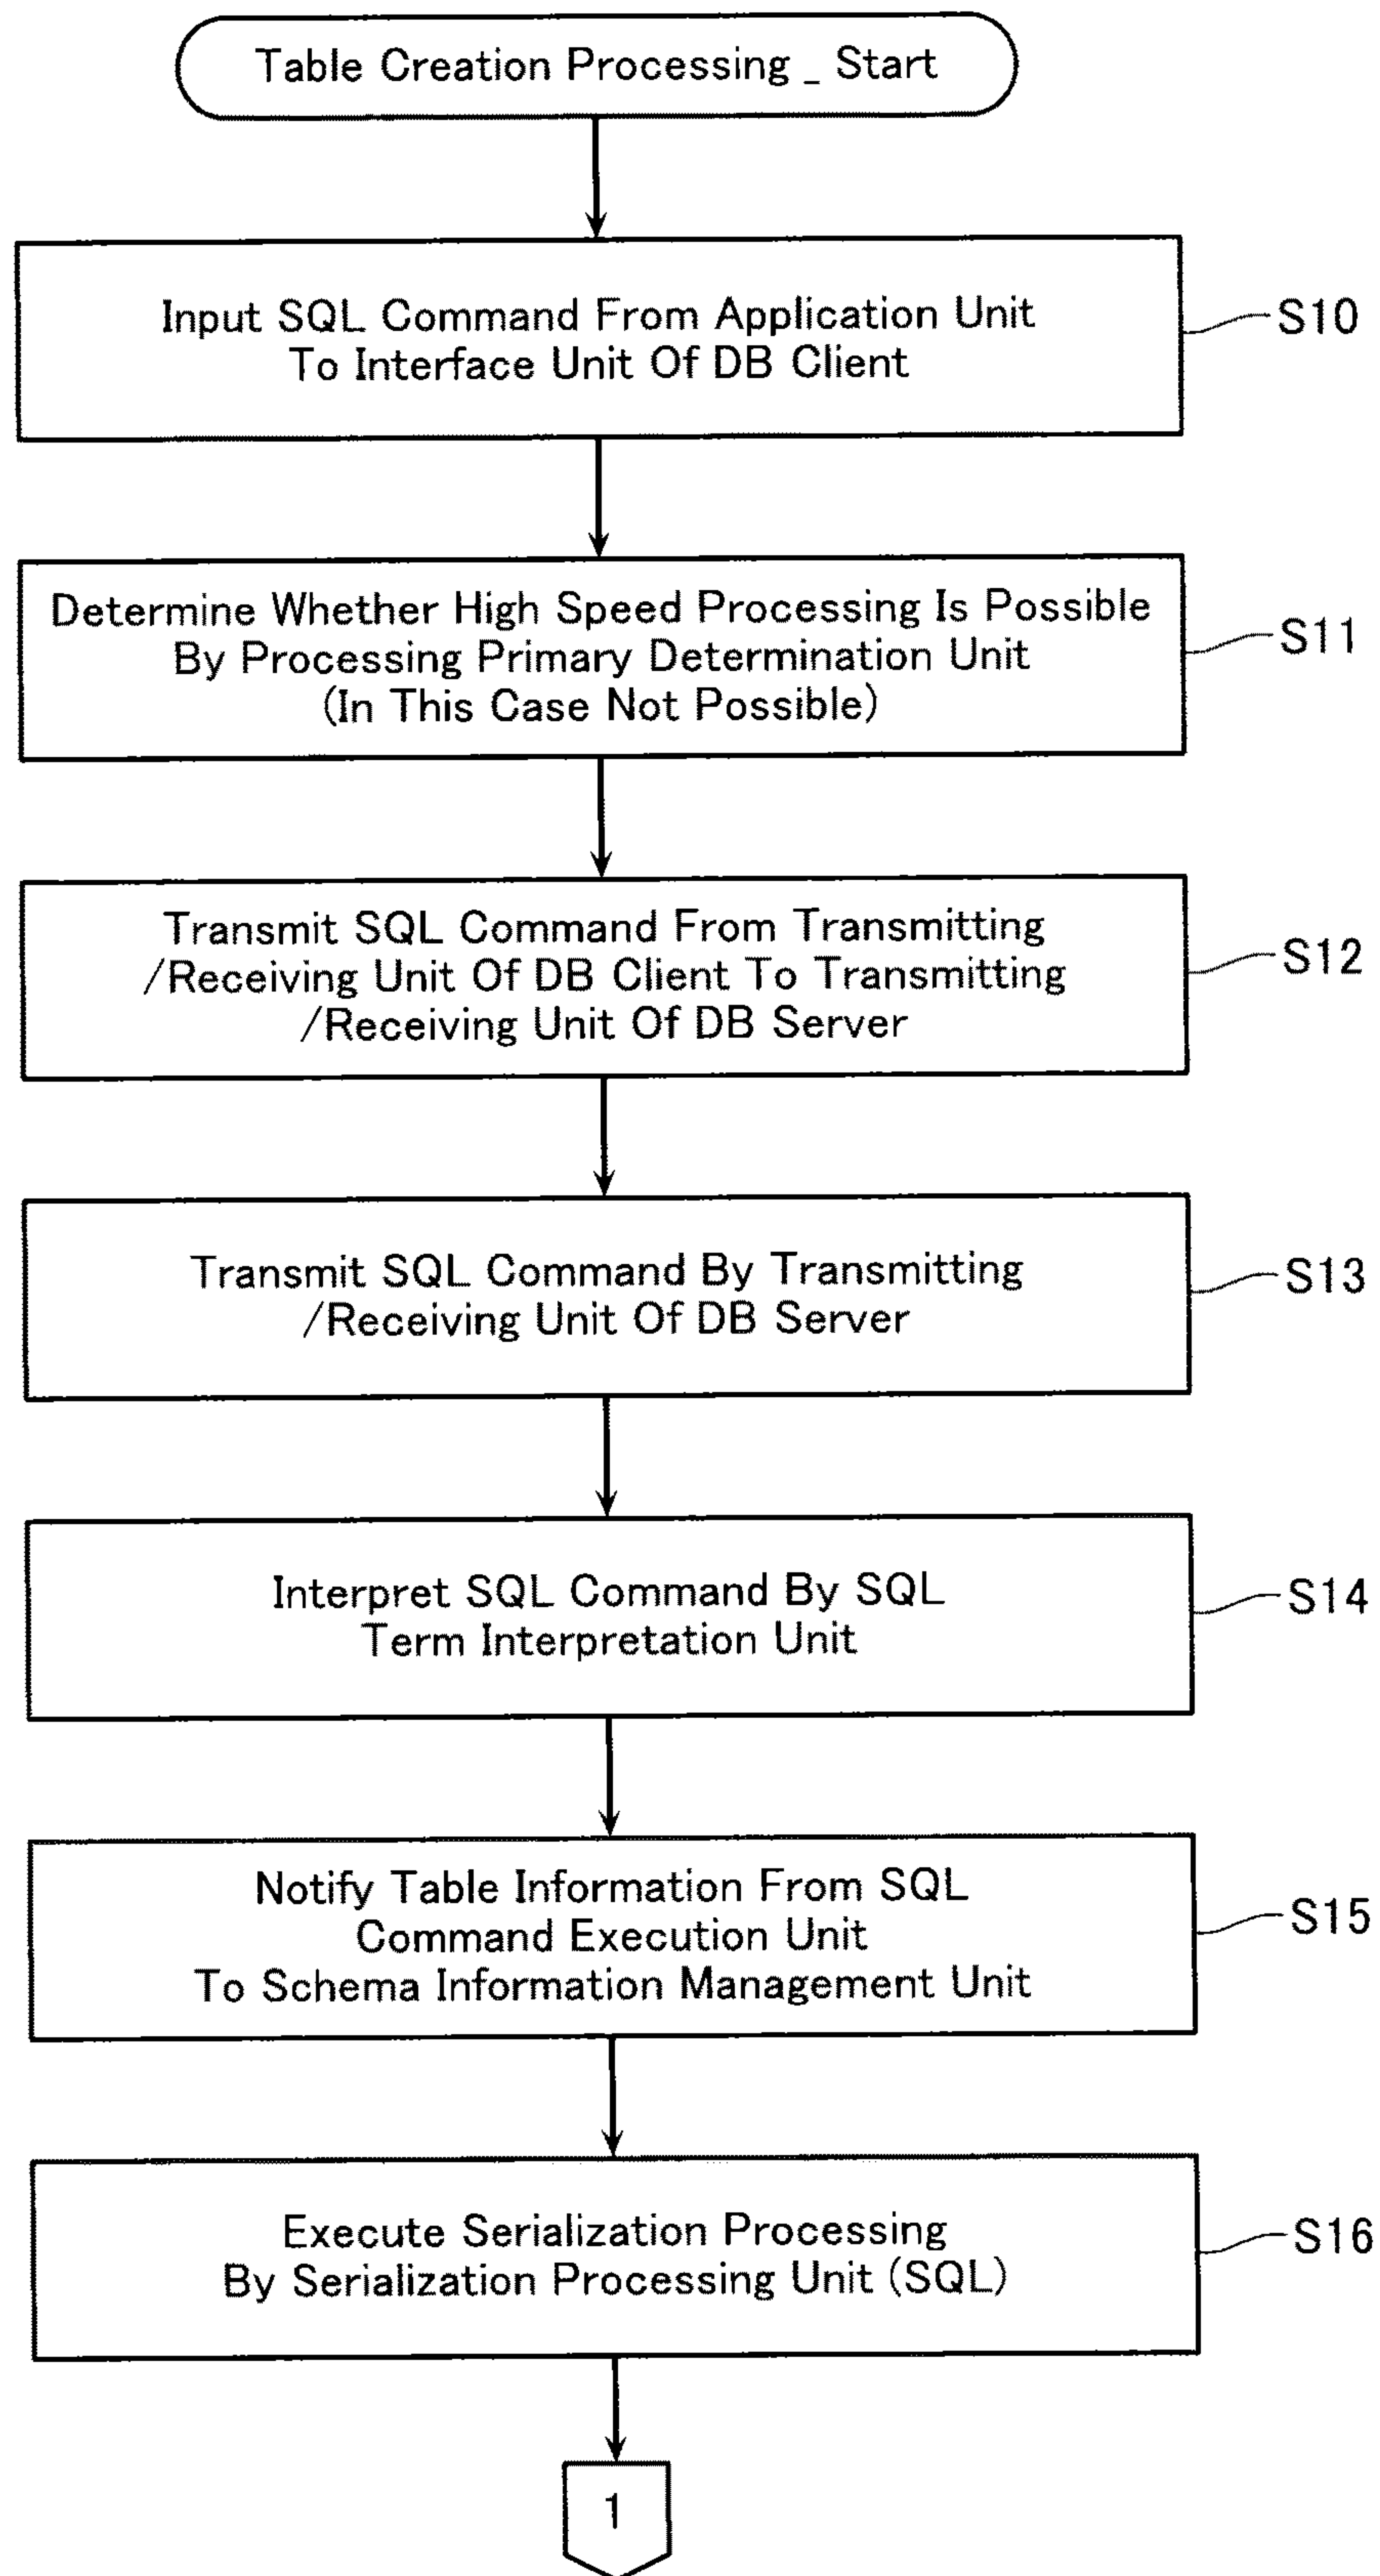 Table Creation Processing _ Start
Input SQL Command From Application Unit
To Interface Unit Of DB Client
S10
Determine Whether High Speed Processing Is Possible
By Processing Primary Determination Unit
(In This Case Not Possible)
S11
Transmit SQL Command From Transmitting
/Receiving Unit Of DB Client To Transmitting
/Receiving Unit Of DB Server
S12
Transmit SQL Command By Transmitting
/Receiving Unit Of DB Server
S13
Interpret SQL Command By SQL
Term Interpretation Unit
S14
Notify Table Information From SQL
Command Execution Unit
To Schema Information Management Unit
S15
Execute Serialization Processing
By Serialization Processing Unit (SQL)
S16
1